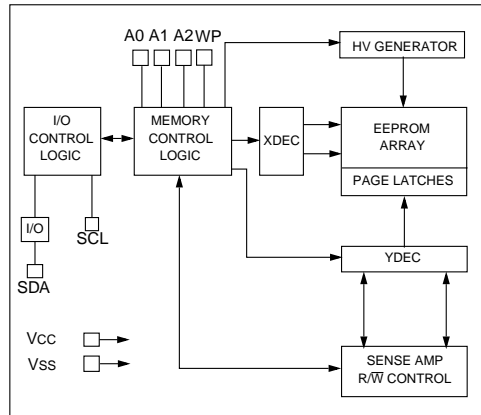 A0 A1 A2 WP
HV GENERATOR
I/O
CONTROL
LOGIC
MEMORY
CONTROL
LOGIC
XDEC
EEPROM
ARRAY
PAGE LATCHES
I/O
SCL
SDA
YDEC
VCC
VSS
SENSE AMP
R/W̅ CONTROL